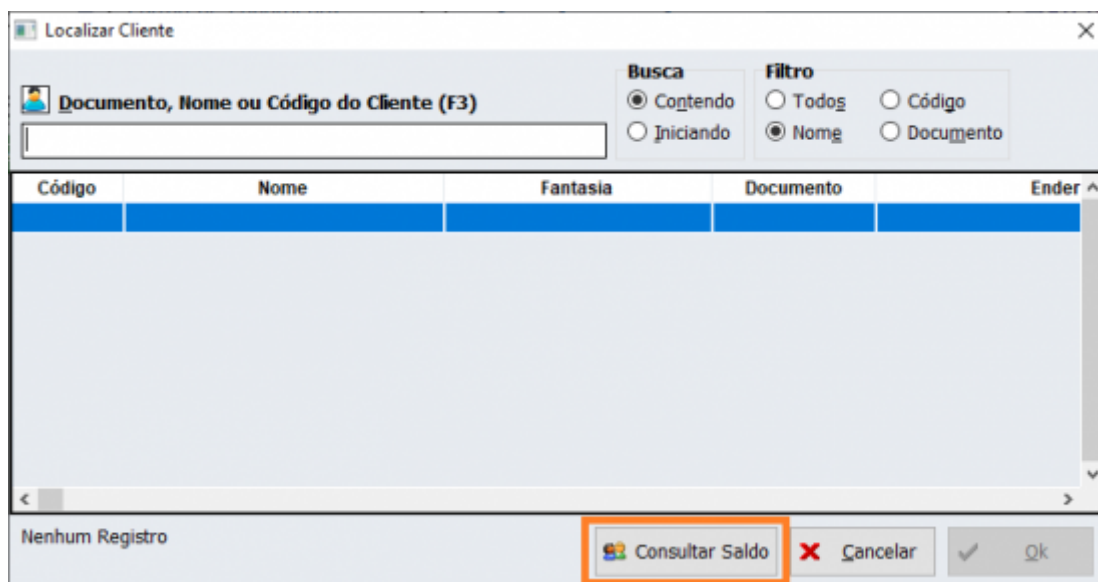 Localizar Cliente
Documento, Nome ou Código do Cliente (F3)
Busca
Contendo
Iniciando
Filtro
Todos
Código
Nome
Documento
Código Nome Fantasia Documento Ender
Nenhum Registro
Consultar Saldo Cancelar Ok